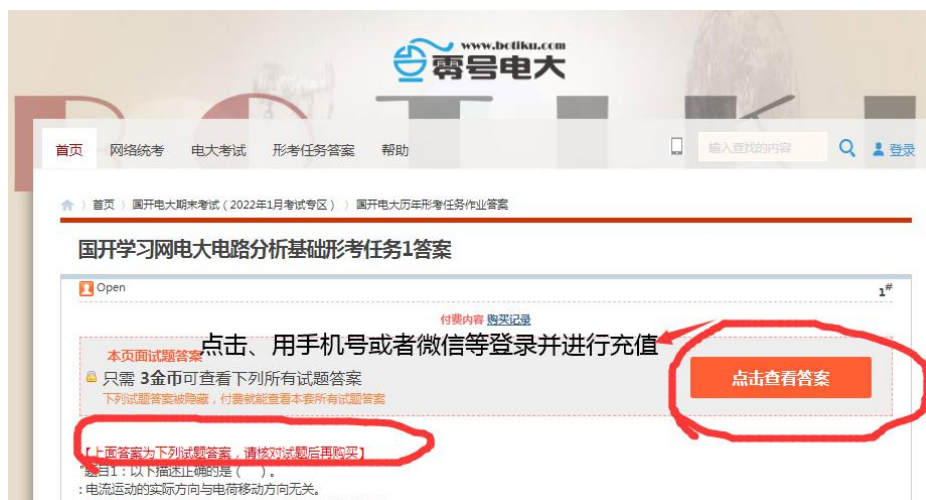 www.botiku.com
零号电大
首页 网络统考 电大考试 形考任务答案 帮助 输入查找的内容 登录
首页 〉 国开电大期末考试（2022年1月考试专区） 〉 国开电大历年形考任务作业答案
国开学习网电大电路分析基础形考任务1答案
Open 1#
付费内容 购买记录
点击、用手机号或者微信等登录并进行充值
本页面试题答案
只需 3金币可查看下列所有试题答案
下列试题答案被隐藏，付费就能查看本套所有试题答案
点击查看答案
【上面答案为下列试题答案，请核对试题后再购买】
"题目1：以下描述正确的是（ ）。
：电流运动的实际方向与电荷移动方向无关。